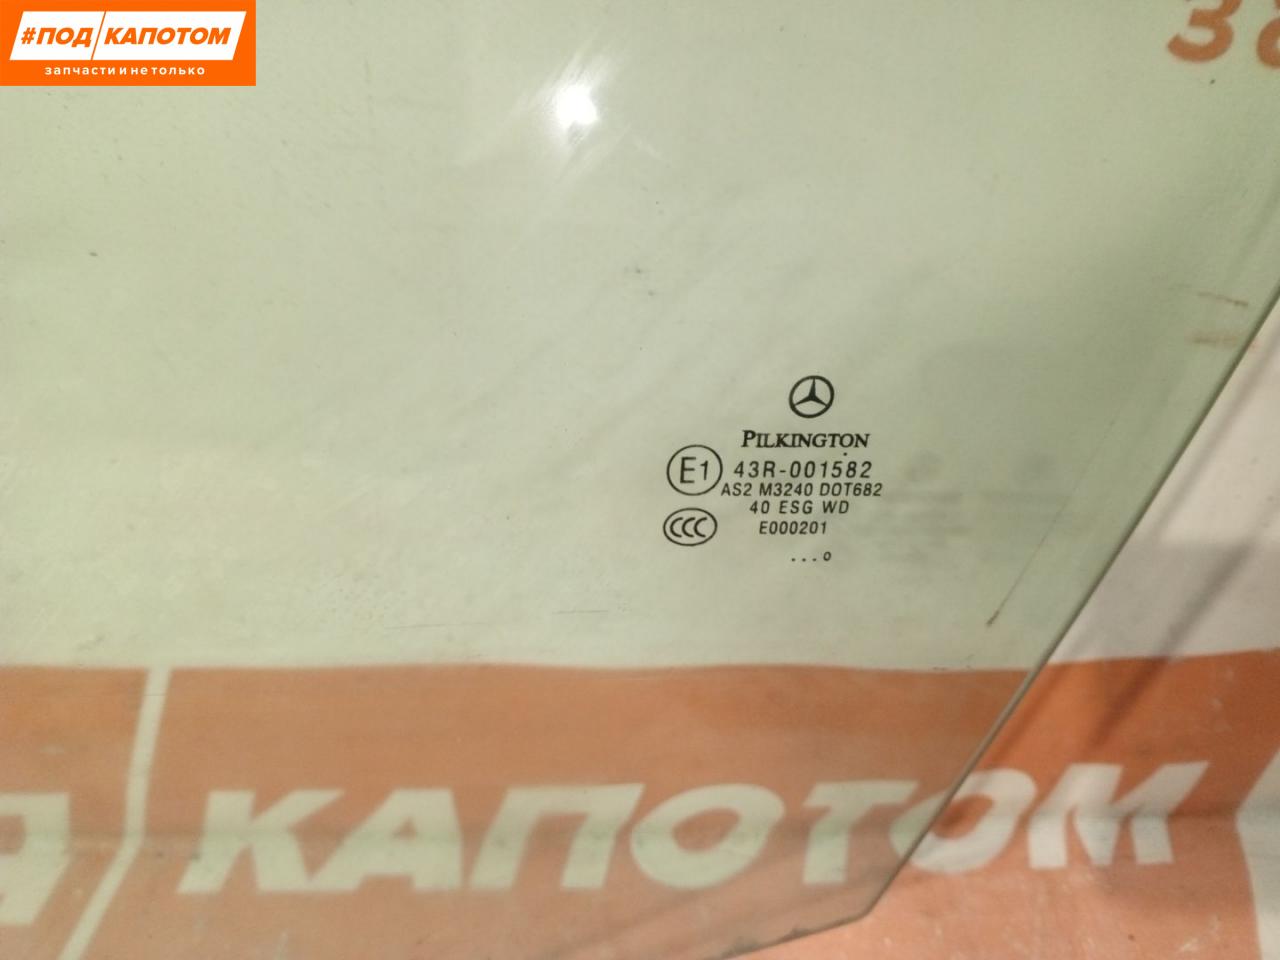 #ПОД КАПОТОМ
запчасти и не только
PILKINGTON
E1 43R-001582
AS2 M3240 DOT682
40 ESG WD
CCC E000201
...o
КАПОТОМ